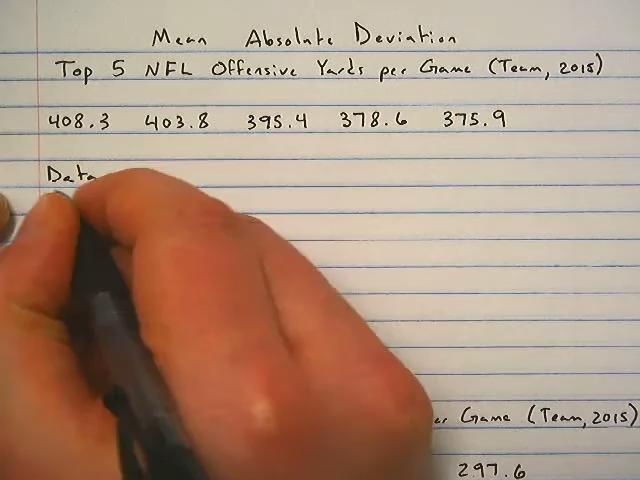 Mean Absolute Deviation
Top 5 NFL Offensive Yards per Game (Team, 2015)
408.3 403.8 395.4 378.6 375.9
Data
Game (Team, 2015)
297.6